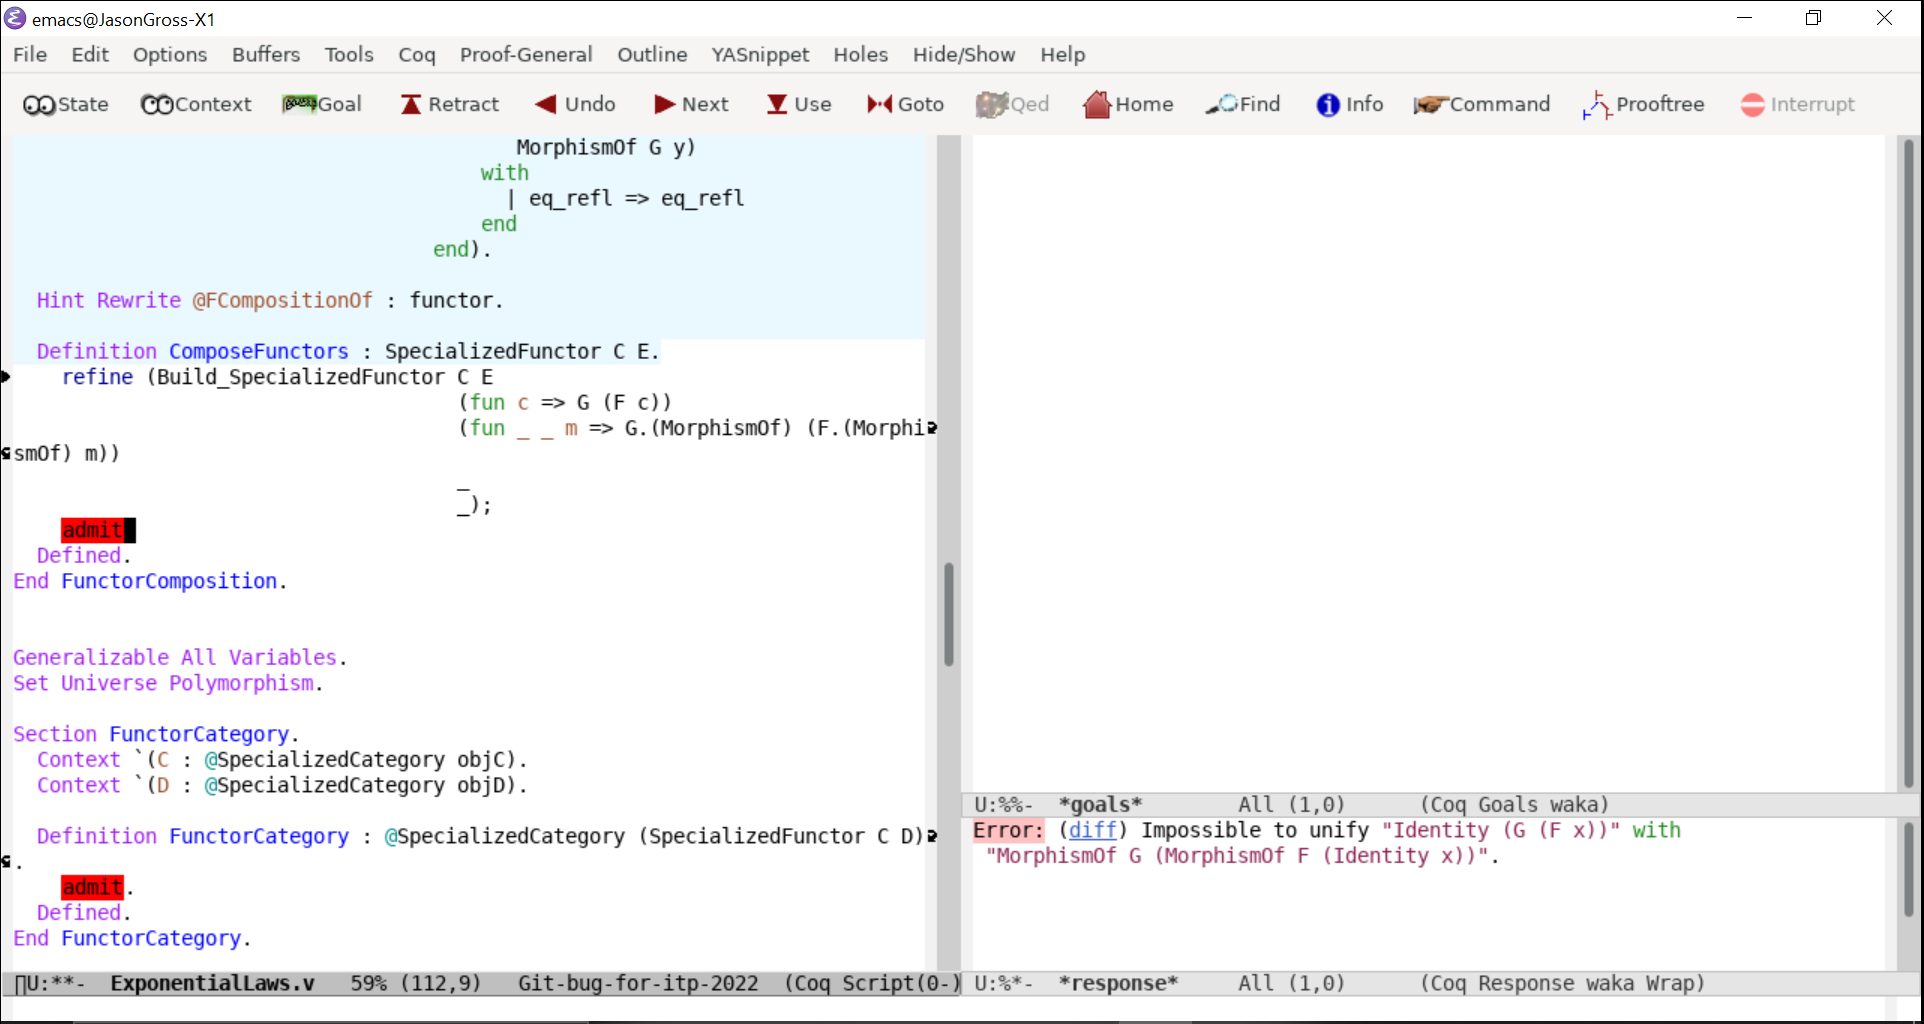 emacs@JasonGross-X1
File Edit Options Buffers Tools Coq Proof-General Outline YASnippet Holes Hide/Show Help
State Context Goal Retract Undo Next Use Goto Qed Home Find Info Command Prooftree Interrupt
MorphismOf G y)
with
| eq_refl => eq_refl
end
end).
Hint Rewrite @FCompositionOf : functor.
Definition ComposeFunctors : SpecializedFunctor C E.
refine (Build_SpecializedFunctor C E
(fun c => G (F c))
(fun _ _ m => G.(MorphismOf) (F.(Morphi
smOf) m))
_
_);
admit
Defined.
End FunctorComposition.
Generalizable All Variables.
Set Universe Polymorphism.
Section FunctorCategory.
Context `(C : @SpecializedCategory objC).
Context `(D : @SpecializedCategory objD).
Definition FunctorCategory : @SpecializedCategory (SpecializedFunctor C D)
.
admit.
Defined.
End FunctorCategory.
U:**-  ExponentialLaws.v   59% (112,9)   Git-bug-for-itp-2022  (Coq Script(0-)
U:%%-  *goals*        All (1,0)      (Coq Goals waka)
Error: (diff) Impossible to unify "Identity (G (F x))" with
"MorphismOf G (MorphismOf F (Identity x))".
U:%*-  *response*     All (1,0)      (Coq Response waka Wrap)